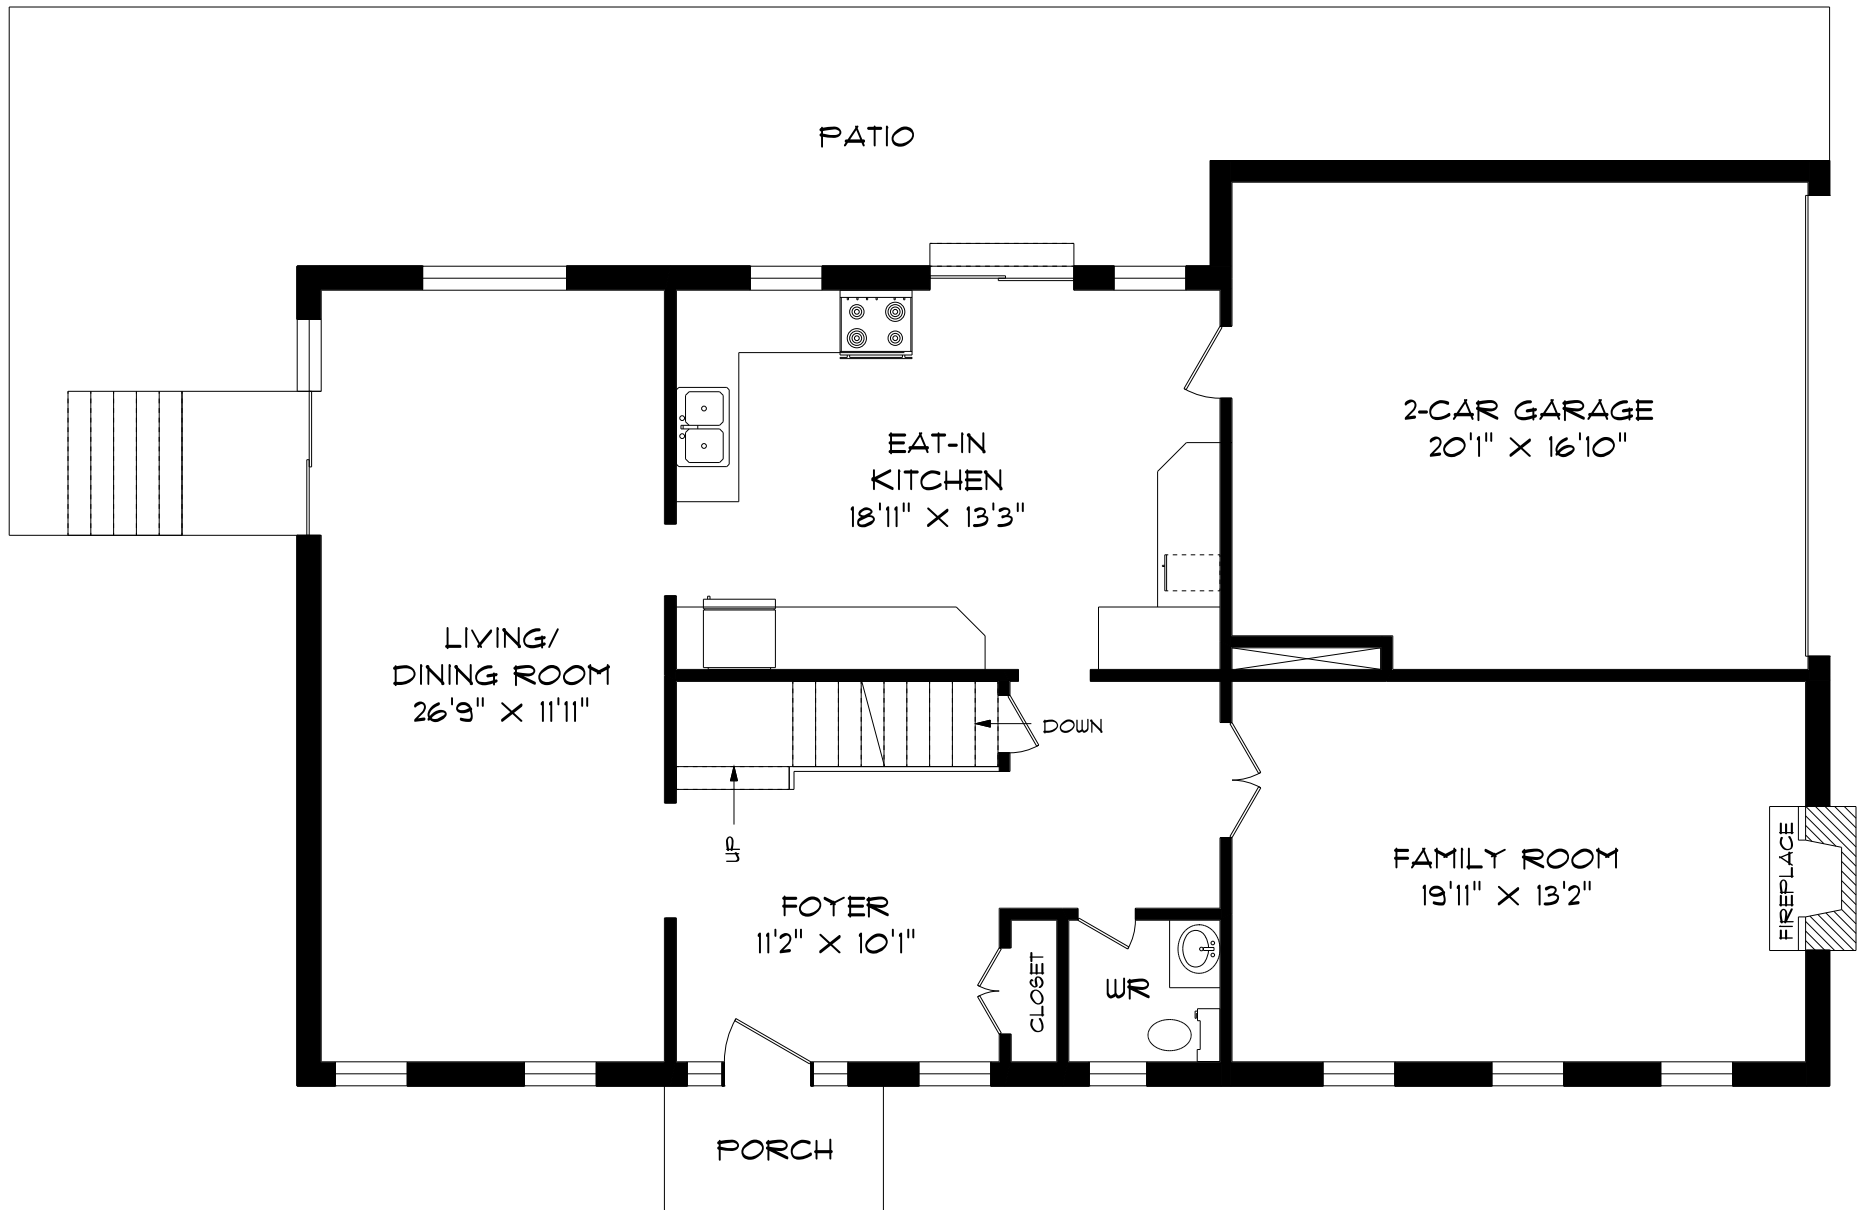 PATIO
2-CAR GARAGE
20'1" X 16'10"
EAT-IN
KITCHEN
18'11" X 13'3"
LIVING/
DINING ROOM
26'9" X 11'11"
DOWN
UP
FAMILY ROOM
19'11" X 13'2"
FIREPLACE
FOYER
11'2" X 10'1"
CLOSET
WR
PORCH